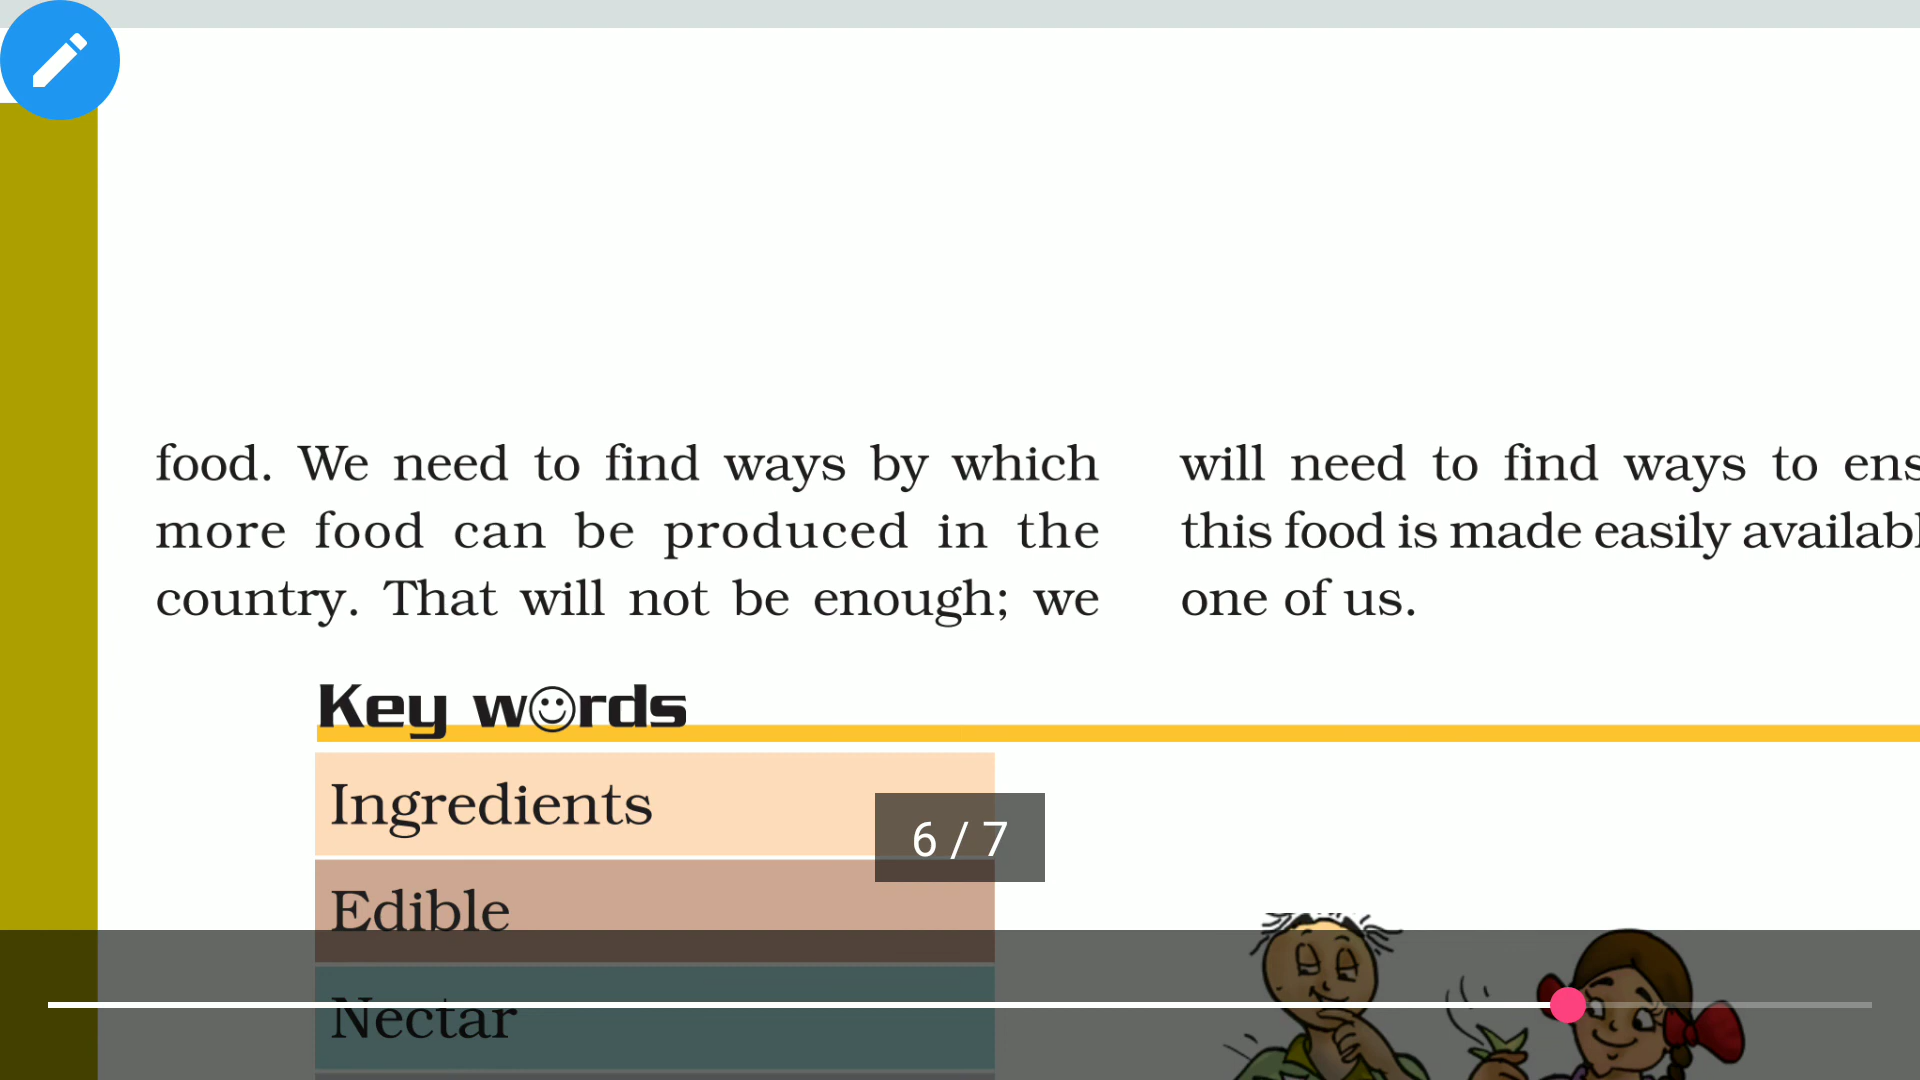 food. We need to find ways by which
more food can be produced in the
country. That will not be enough; we
will need to find ways to
this food is made easily
one of us.
Key words
Ingredients
6 / 7
Edible
Nectar